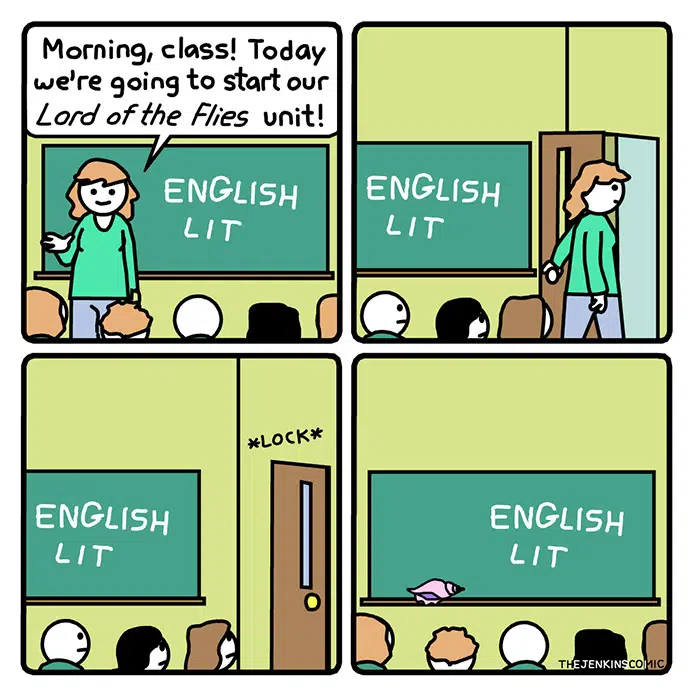 Morning, class! Today
we're going to start our
Lord of the Flies unit!
ENGLISH
LIT
ENGLISH
LIT
*LOCK*
ENGLISH
LIT
ENGLISH
LIT
THEJENKINSCOMIC